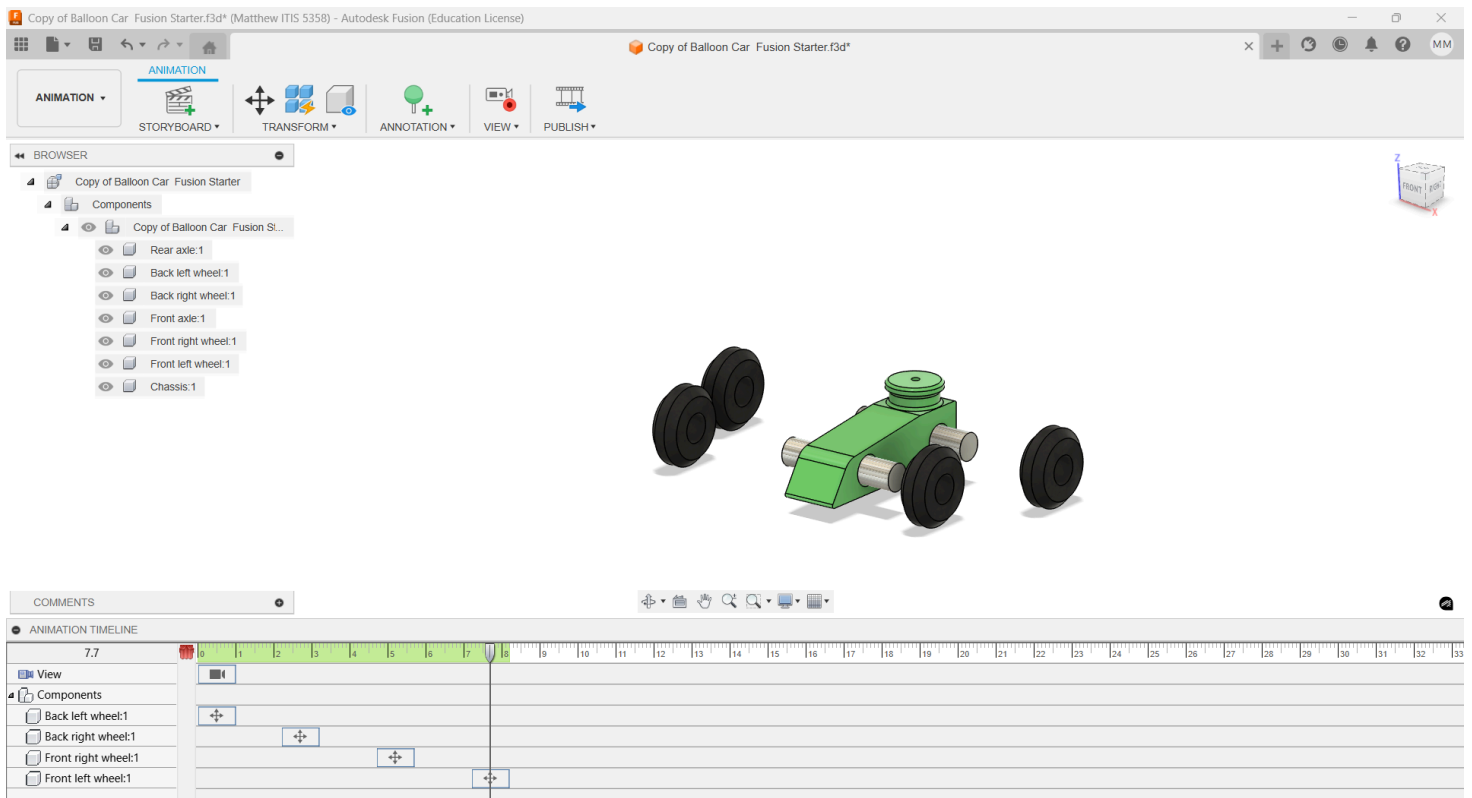 Copy of Balloon Car  Fusion Starter.f3d* (Matthew ITIS 5358) - Autodesk Fusion (Education License)
Copy of Balloon Car  Fusion Starter.f3d*
MM
ANIMATION
ANIMATION
STORYBOARD
TRANSFORM
ANNOTATION
VIEW
PUBLISH
BROWSER
Copy of Balloon Car  Fusion Starter
Components
Copy of Balloon Car  Fusion St...
Rear axle:1
Back left wheel:1
Back right wheel:1
Front axle:1
Front right wheel:1
Front left wheel:1
Chassis:1
Z
FRONT
RIGHT
X
COMMENTS
ANIMATION TIMELINE
7.7
0 1 2 3 4 5 6 7 8 9 10 11 12 13 14 15 16 17 18 19 20 21 22 23 24 25 26 27 28 29 30 31 32 33
View
Components
Back left wheel:1
Back right wheel:1
Front right wheel:1
Front left wheel:1